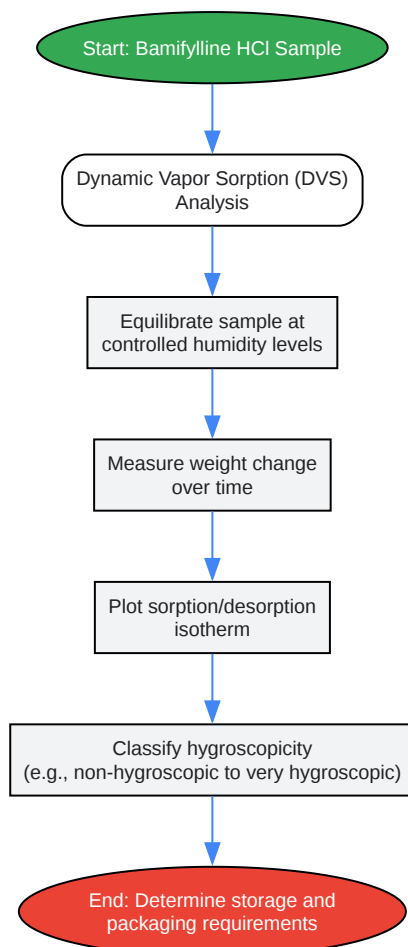 Start: Bamifylline HCl Sample
Dynamic Vapor Sorption (DVS)
Analysis
Equilibrate sample at
controlled humidity levels
Measure weight change
over time
Plot sorption/desorption
isotherm
Classify hygroscopicity
(e.g., non-hygroscopic to very hygroscopic)
End: Determine storage and
packaging requirements